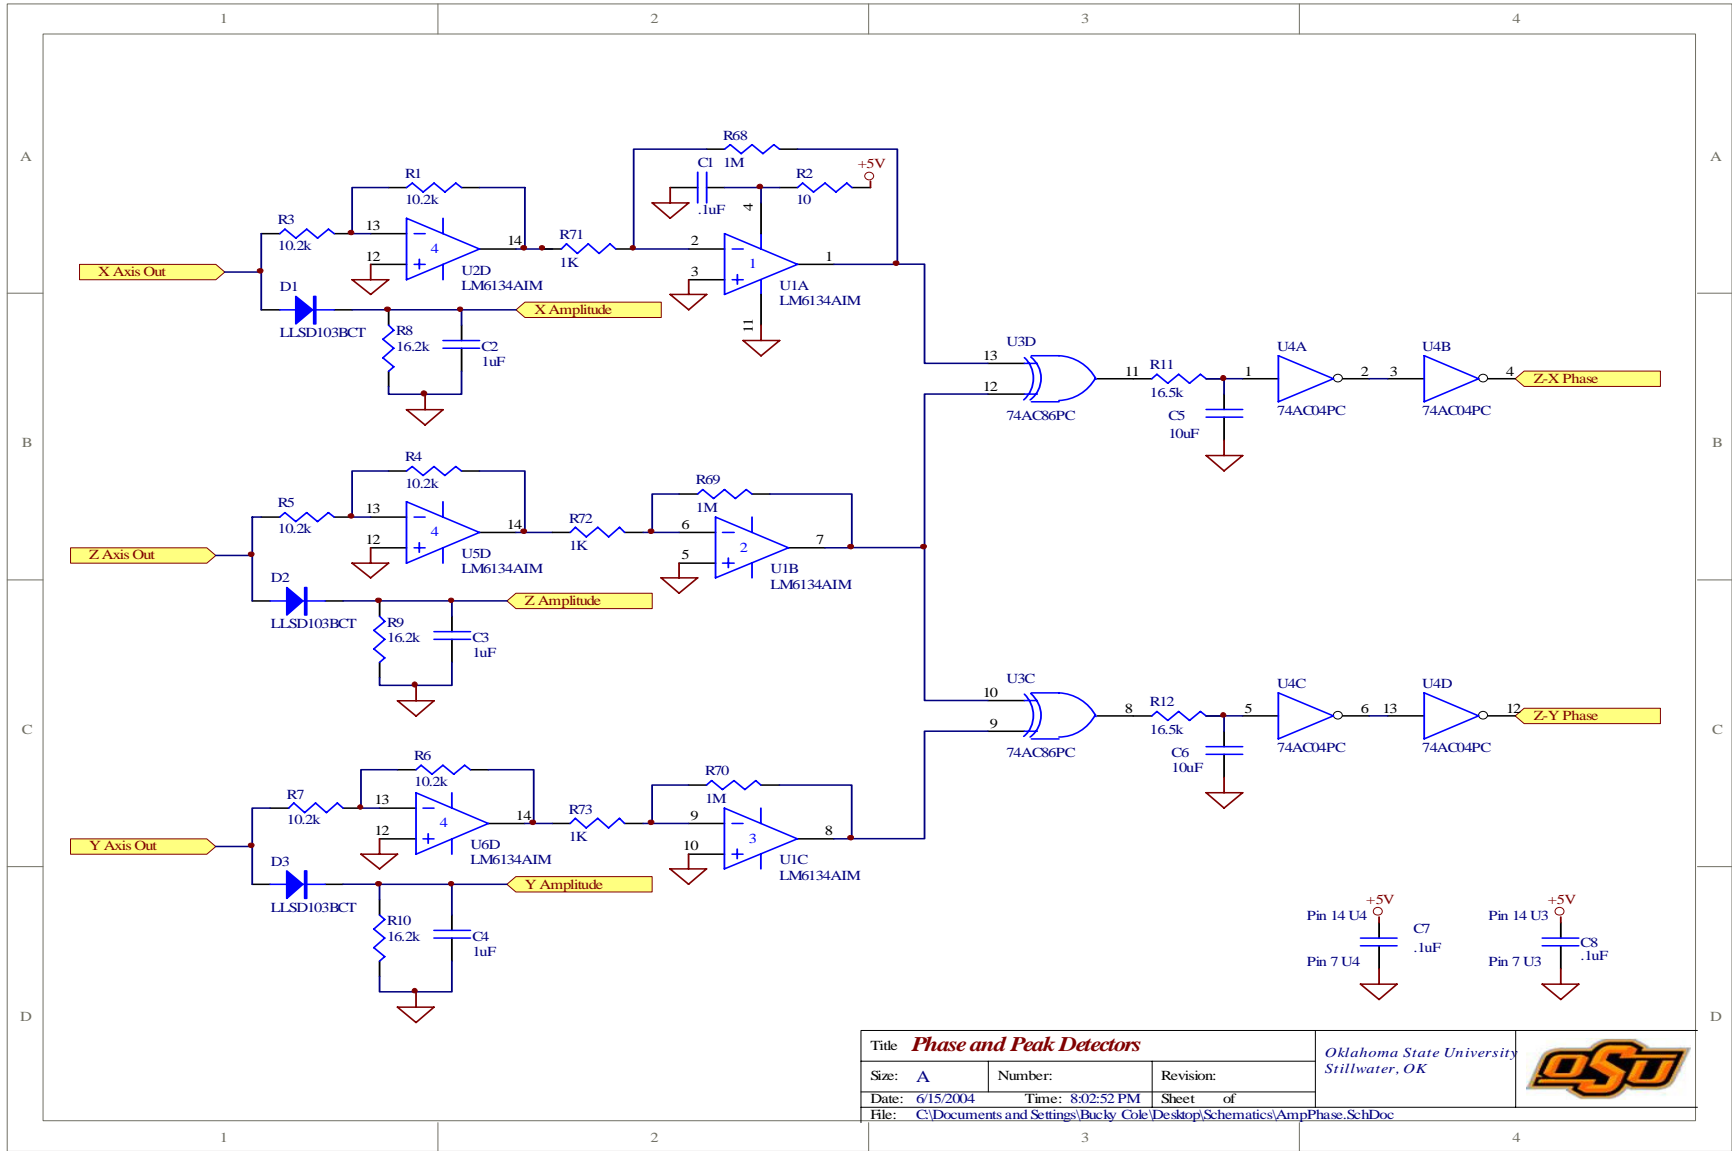 1 2 3 4
A A
B B
C C
D D
1 2 3 4
R68
1M
C1
.1uF
+5V
R2
10
4
R1
10.2k
R3
10.2k
13
12
4
14
U2D
LM6134AIM
R71
1K
2
3
1
1
11
U1A
LM6134AIM
X Axis Out
D1
LLSD103BCT
R8
16.2k
C2
1uF
X Amplitude
U3D
13
12
11
74AC86PC
R11
16.5k
C5
10uF
U4A
1
2
74AC04PC
U4B
3
4
74AC04PC
Z-X Phase
R4
10.2k
R5
10.2k
13
12
4
14
U5D
LM6134AIM
R72
1K
R69
1M
6
5
2
7
U1B
LM6134AIM
Z Axis Out
D2
LLSD103BCT
R9
16.2k
C3
1uF
Z Amplitude
U3C
10
9
8
74AC86PC
R12
16.5k
C6
10uF
U4C
5
6
74AC04PC
U4D
13
12
74AC04PC
Z-Y Phase
R6
10.2k
R7
10.2k
13
12
4
14
U6D
LM6134AIM
R73
1K
R70
1M
9
10
3
8
U1C
LM6134AIM
Y Axis Out
D3
LLSD103BCT
R10
16.2k
C4
1uF
Y Amplitude
+5V
Pin 14 U4
C7
.1uF
Pin 7 U4
+5V
Pin 14 U3
C8
.1uF
Pin 7 U3
Title Phase and Peak Detectors
Size: A Number: Revision:
Date: 6/15/2004 Time: 8:02:52 PM Sheet of
File: C:\Documents and Settings\Bucky Cole\Desktop\Schematics\AmpPhase.SchDoc
Oklahoma State University
Stillwater, OK
OSU